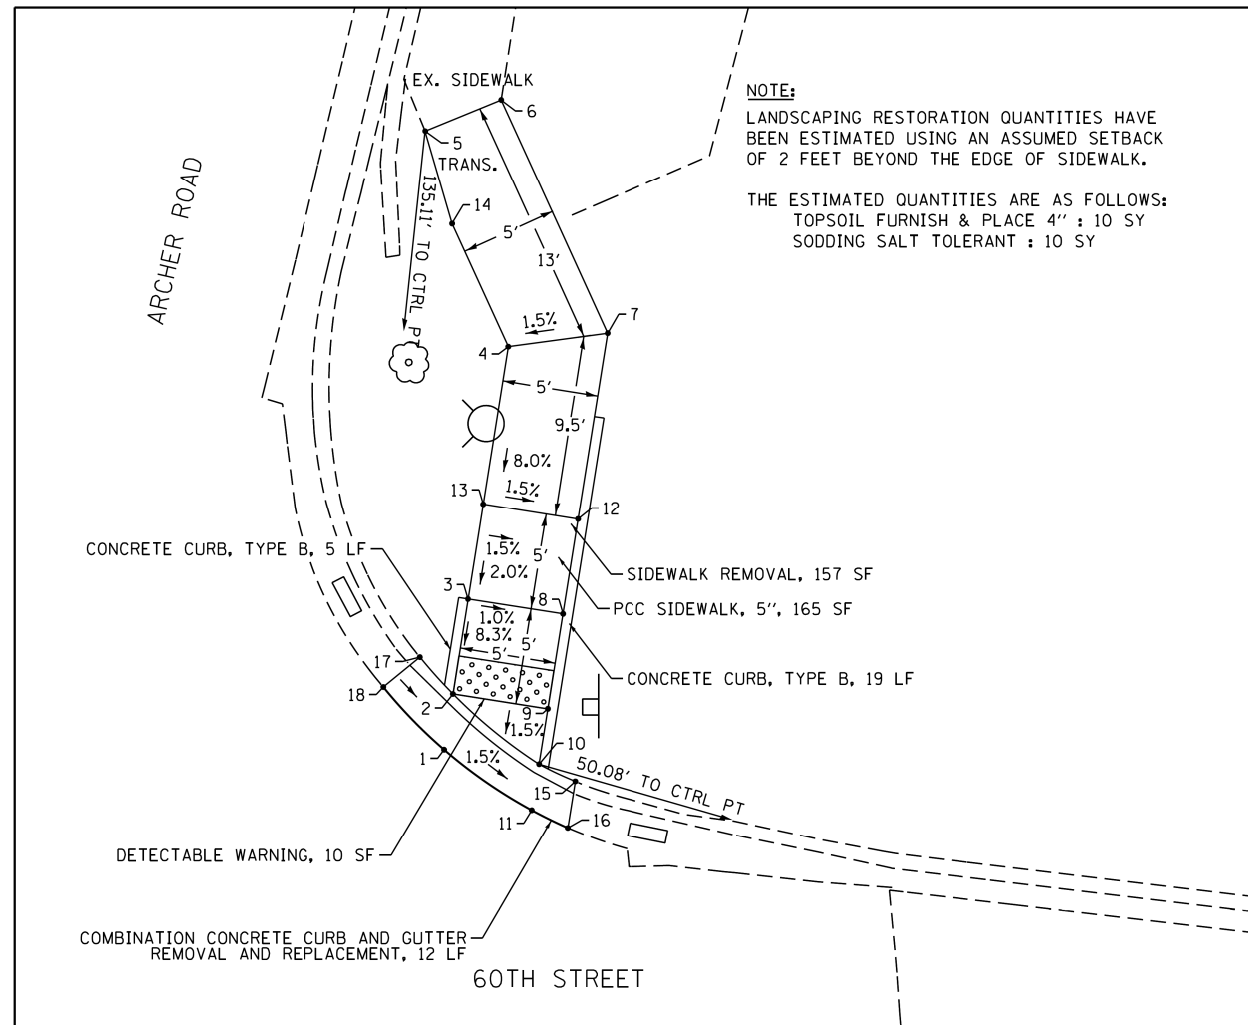 EX. SIDEWALK
6
5
TRANS.
NOTE:
LANDSCAPING RESTORATION QUANTITIES HAVE
BEEN ESTIMATED USING AN ASSUMED SETBACK
OF 2 FEET BEYOND THE EDGE OF SIDEWALK.
THE ESTIMATED QUANTITIES ARE AS FOLLOWS:
TOPSOIL FURNISH & PLACE 4'' : 10 SY
SODDING SALT TOLERANT : 10 SY
ARCHER ROAD
135.11' TO CTRL PT
14
5'
13'
7
1.5%
4
5'
9.5'
8.0%
1.5%
13
12
CONCRETE CURB, TYPE B, 5 LF
1.5%
5'
2.0%
SIDEWALK REMOVAL, 157 SF
3
8
PCC SIDEWALK, 5'', 165 SF
1.0%
8.3%
5'
5'
17
CONCRETE CURB, TYPE B, 19 LF
18
2
9
1.5%
1
1.5%
10
50.08' TO CTRL PT
15
11
16
DETECTABLE WARNING, 10 SF
COMBINATION CONCRETE CURB AND GUTTER
REMOVAL AND REPLACEMENT, 12 LF
60TH STREET